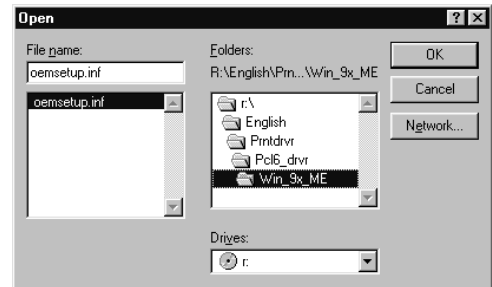 Open
File name:
oemsetup.inf
oemsetup.inf
Folders:
R:\English\Prn...\Win_9x_ME
r:\
English
Prntdrvr
Pcl6_drvr
Win_9x_ME
Drives:
r:
OK
Cancel
Network...